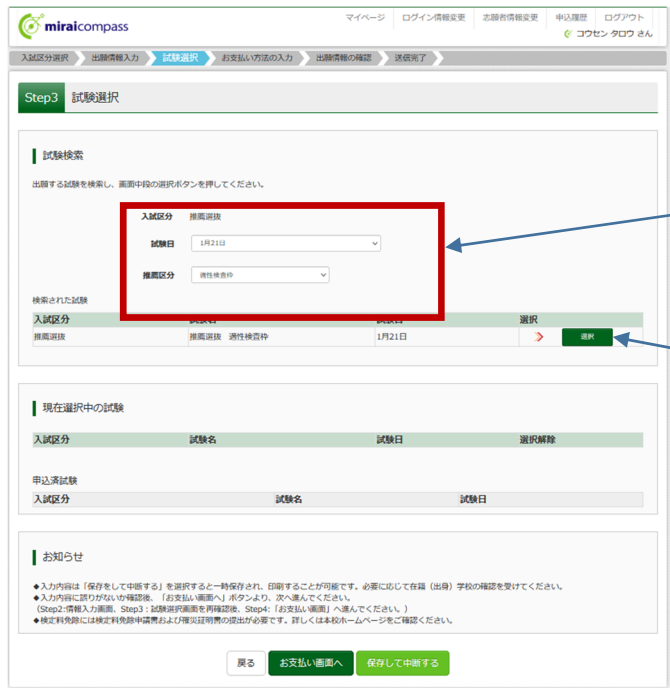 miraicompass
マイページ ログイン情報変更 志願者情報変更 申込履歴 ログアウト
コウセン タロウ さん
入試区分選択 出願情報入力 試験選択 お支払い方法の入力 出願情報の確認 送信完了
Step3 試験選択
試験検索
出願する試験を検索し、画面中段の選択ボタンを押してください。
入試区分 推薦選抜
試験日 1月21日
推薦区分 適性検査枠
検索された試験
入試区分 試験名 試験日 選択
推薦選抜 推薦選抜 適性検査枠 1月21日 選択
現在選択中の試験
入試区分 試験名 試験日 選択解除
申込済試験
入試区分 試験名 試験日
お知らせ
◆入力内容は「保存をして中断する」を選択すると一時保存され、印刷することが可能です。必要に応じて在籍（出身）学校の確認を受けてください。
◆入力内容に誤りがないか確認後、「お支払い画面へ」ボタンより、次へ進んでください。
（Step2:情報入力画面、Step3：試験選択画面を再確認後、Step4:「お支払い画面」へ進んでください。）
◆検定料免除には検定料免除申請書および罹災証明書の提出が必要です。詳しくは本校ホームページをご確認ください。
戻る お支払い画面へ 保存して中断する